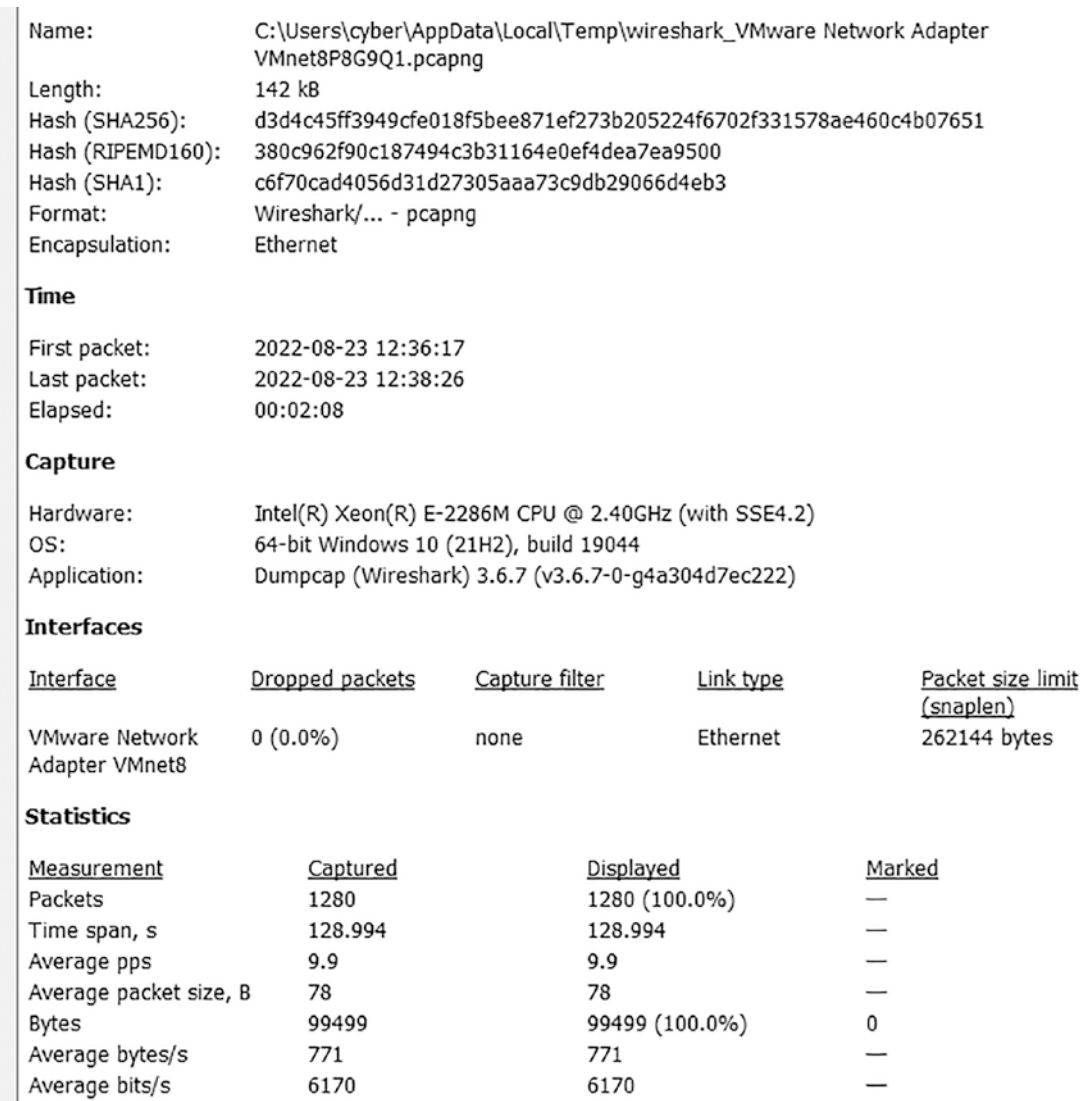 Name: C:\Users\cyber\AppData\Local\Temp\wireshark_VMware Network Adapter
VMnet8P8G9Q1.pcapng
Length: 142 kB
Hash (SHA256): d3d4c45ff3949cfe018f5bee871ef273b205224f6702f331578ae460c4b07651
Hash (RIPEMD160): 380c962f90c187494c3b31164e0ef4dea7ea9500
Hash (SHA1): c6f70cad4056d31d27305aaa73c9db29066d4eb3
Format: Wireshark/... - pcapng
Encapsulation: Ethernet
Time
First packet: 2022-08-23 12:36:17
Last packet: 2022-08-23 12:38:26
Elapsed: 00:02:08
Capture
Hardware: Intel(R) Xeon(R) E-2286M CPU @ 2.40GHz (with SSE4.2)
OS: 64-bit Windows 10 (21H2), build 19044
Application: Dumpcap (Wireshark) 3.6.7 (v3.6.7-0-g4a304d7ec222)
Interfaces
Interface Dropped packets Capture filter Link type Packet size limit
(snaplen)
VMware Network 0 (0.0%) none Ethernet 262144 bytes
Adapter VMnet8
Statistics
Measurement Captured Displayed Marked
Packets 1280 1280 (100.0%) —
Time span, s 128.994 128.994 —
Average pps 9.9 9.9 —
Average packet size, B 78 78 —
Bytes 99499 99499 (100.0%) 0
Average bytes/s 771 771 —
Average bits/s 6170 6170 —